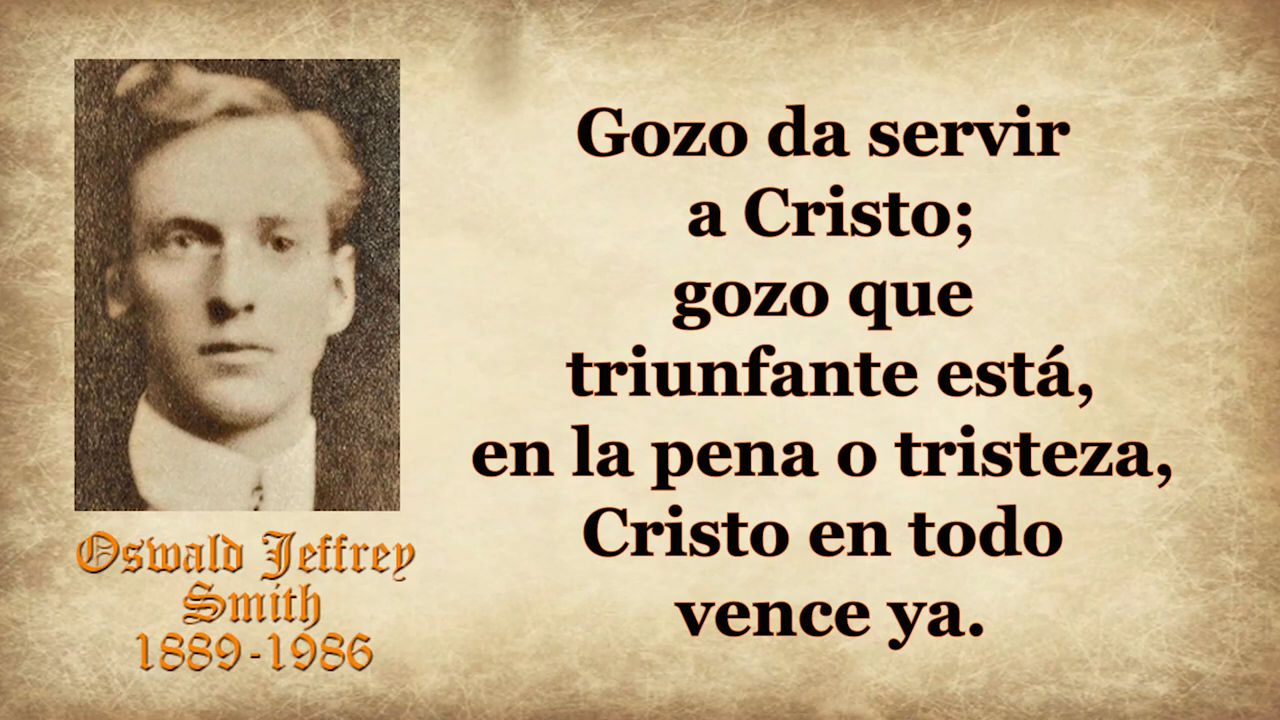 Gozo da servir
a Cristo;
gozo que
triunfante está,
en la pena o tristeza,
Cristo en todo
vence ya.
Oswald Jeffrey
Smith
1889-1986